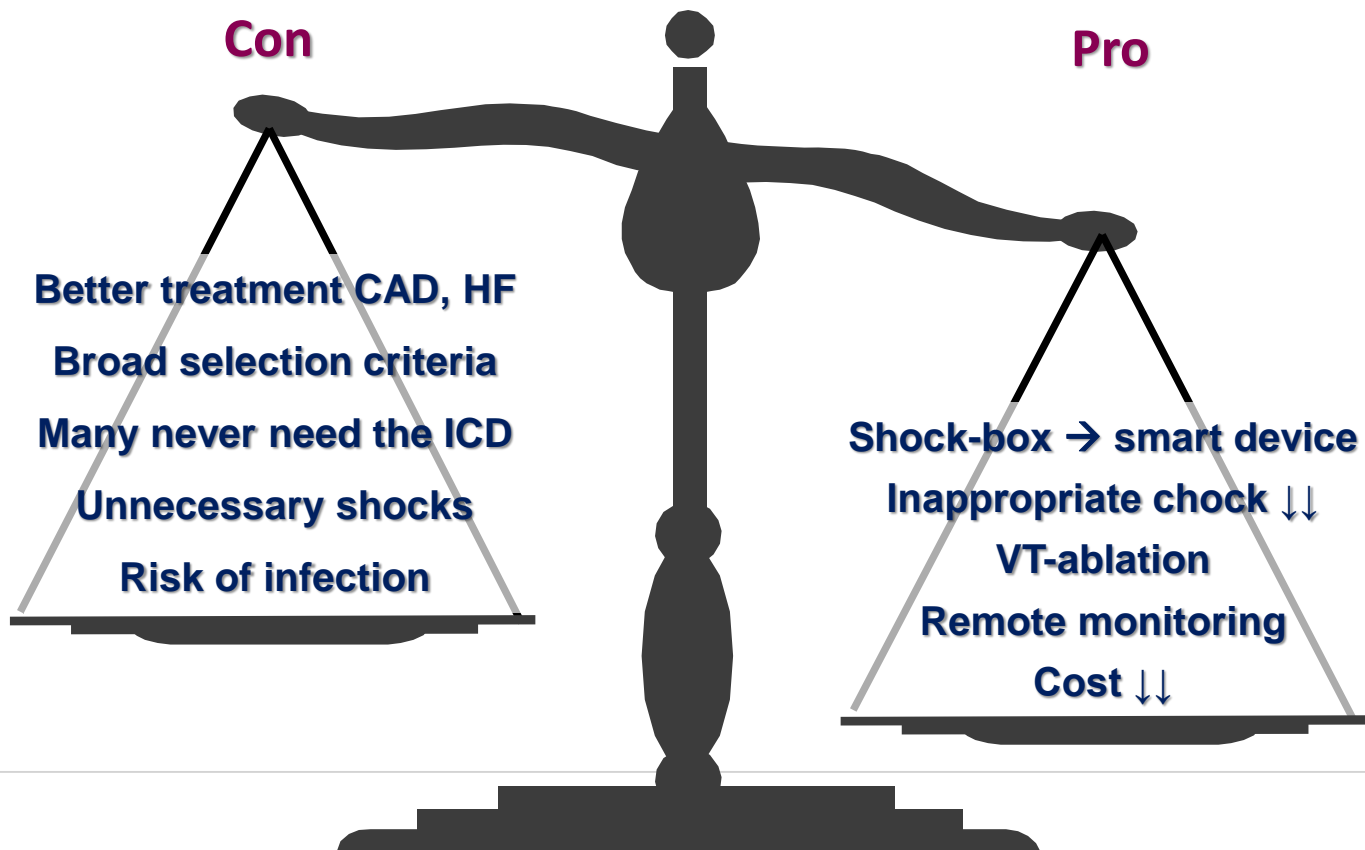 Con
Better treatment CAD, HF
Broad selection criteria
Many never need the ICD
Unnecessary shocks
Risk of infection
Pro
Shock-box → smart device
Inappropriate chock ↓↓
VT-ablation
Remote monitoring
Cost ↓↓